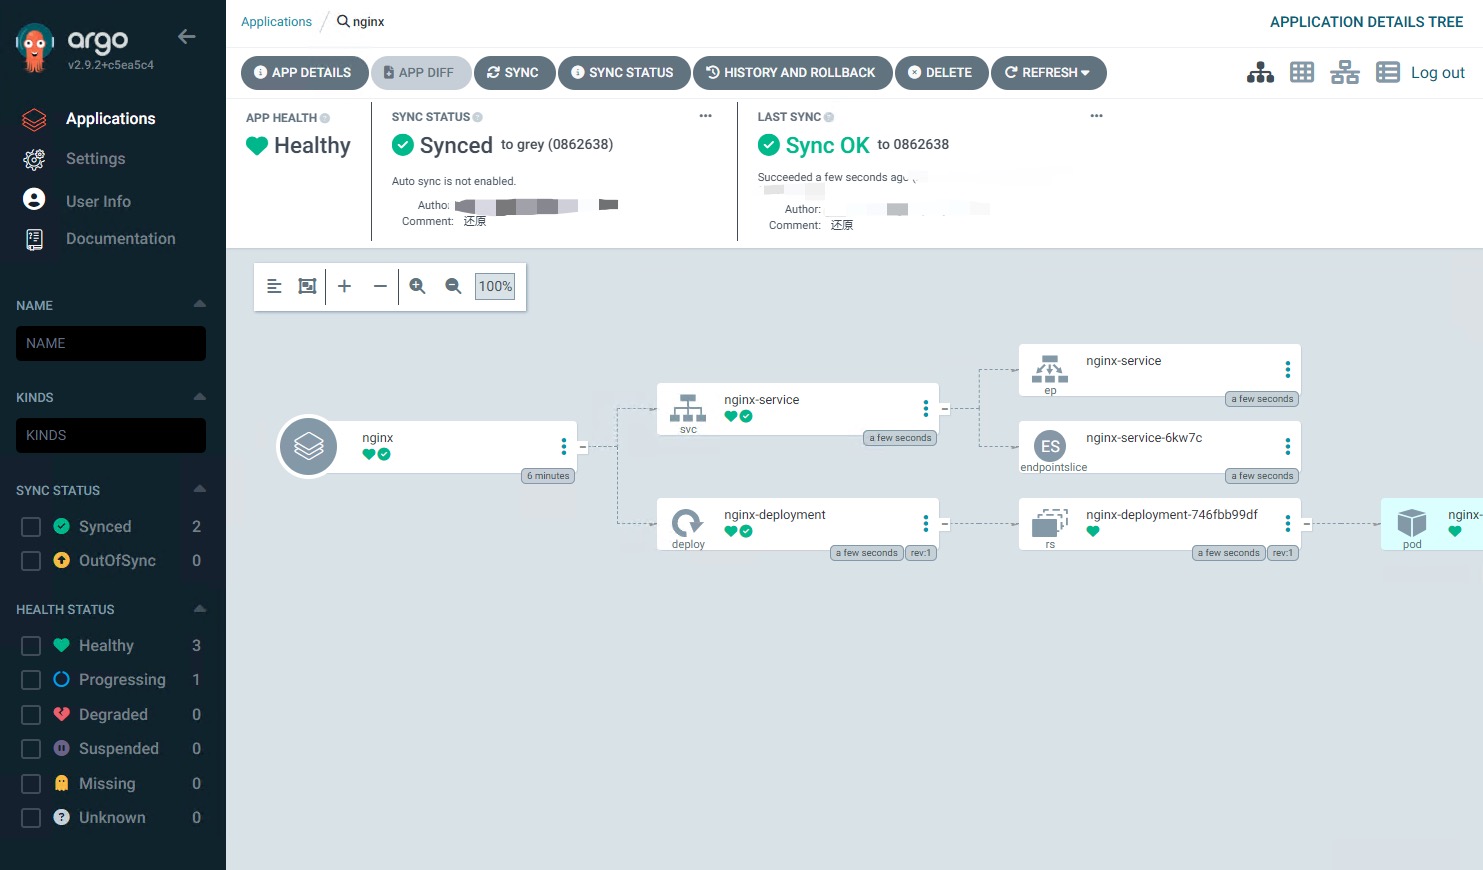 Applications / nginx
APPLICATION DETAILS TREE
argo
v2.9.2+c5ea5c4
Applications
Settings
User Info
Documentation
NAME
NAME
KINDS
KINDS
SYNC STATUS
Synced 2
OutOfSync 0
HEALTH STATUS
Healthy 3
Progressing 1
Degraded 0
Suspended 0
Missing 0
Unknown 0
APP DETAILS
APP DIFF
SYNC
SYNC STATUS
HISTORY AND ROLLBACK
DELETE
REFRESH
Log out
APP HEALTH
Healthy
SYNC STATUS
Synced to grey (0862638)
Auto sync is not enabled.
Autho:
Comment: 还原
LAST SYNC
Sync OK to 0862638
Succeeded a few seconds ago
Author:
Comment: 还原
100%
nginx
6 minutes
svc
nginx-service
a few seconds
deploy
nginx-deployment
a few seconds
rev:1
ep
nginx-service
a few seconds
ES
endpointslice
nginx-service-6kw7c
a few seconds
rs
nginx-deployment-746fbb99df
a few seconds
rev:1
pod
nginx-